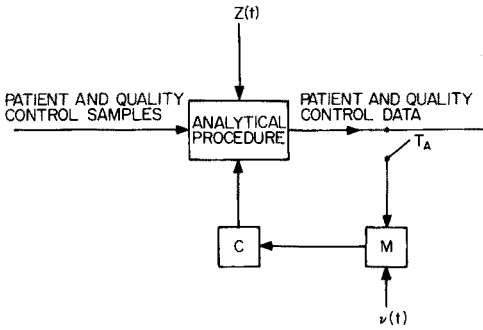 Z(t)
PATIENT AND QUALITY
CONTROL SAMPLES
ANALYTICAL
PROCEDURE
PATIENT AND QUALITY
CONTROL DATA
T_A
C
M
ν(t)